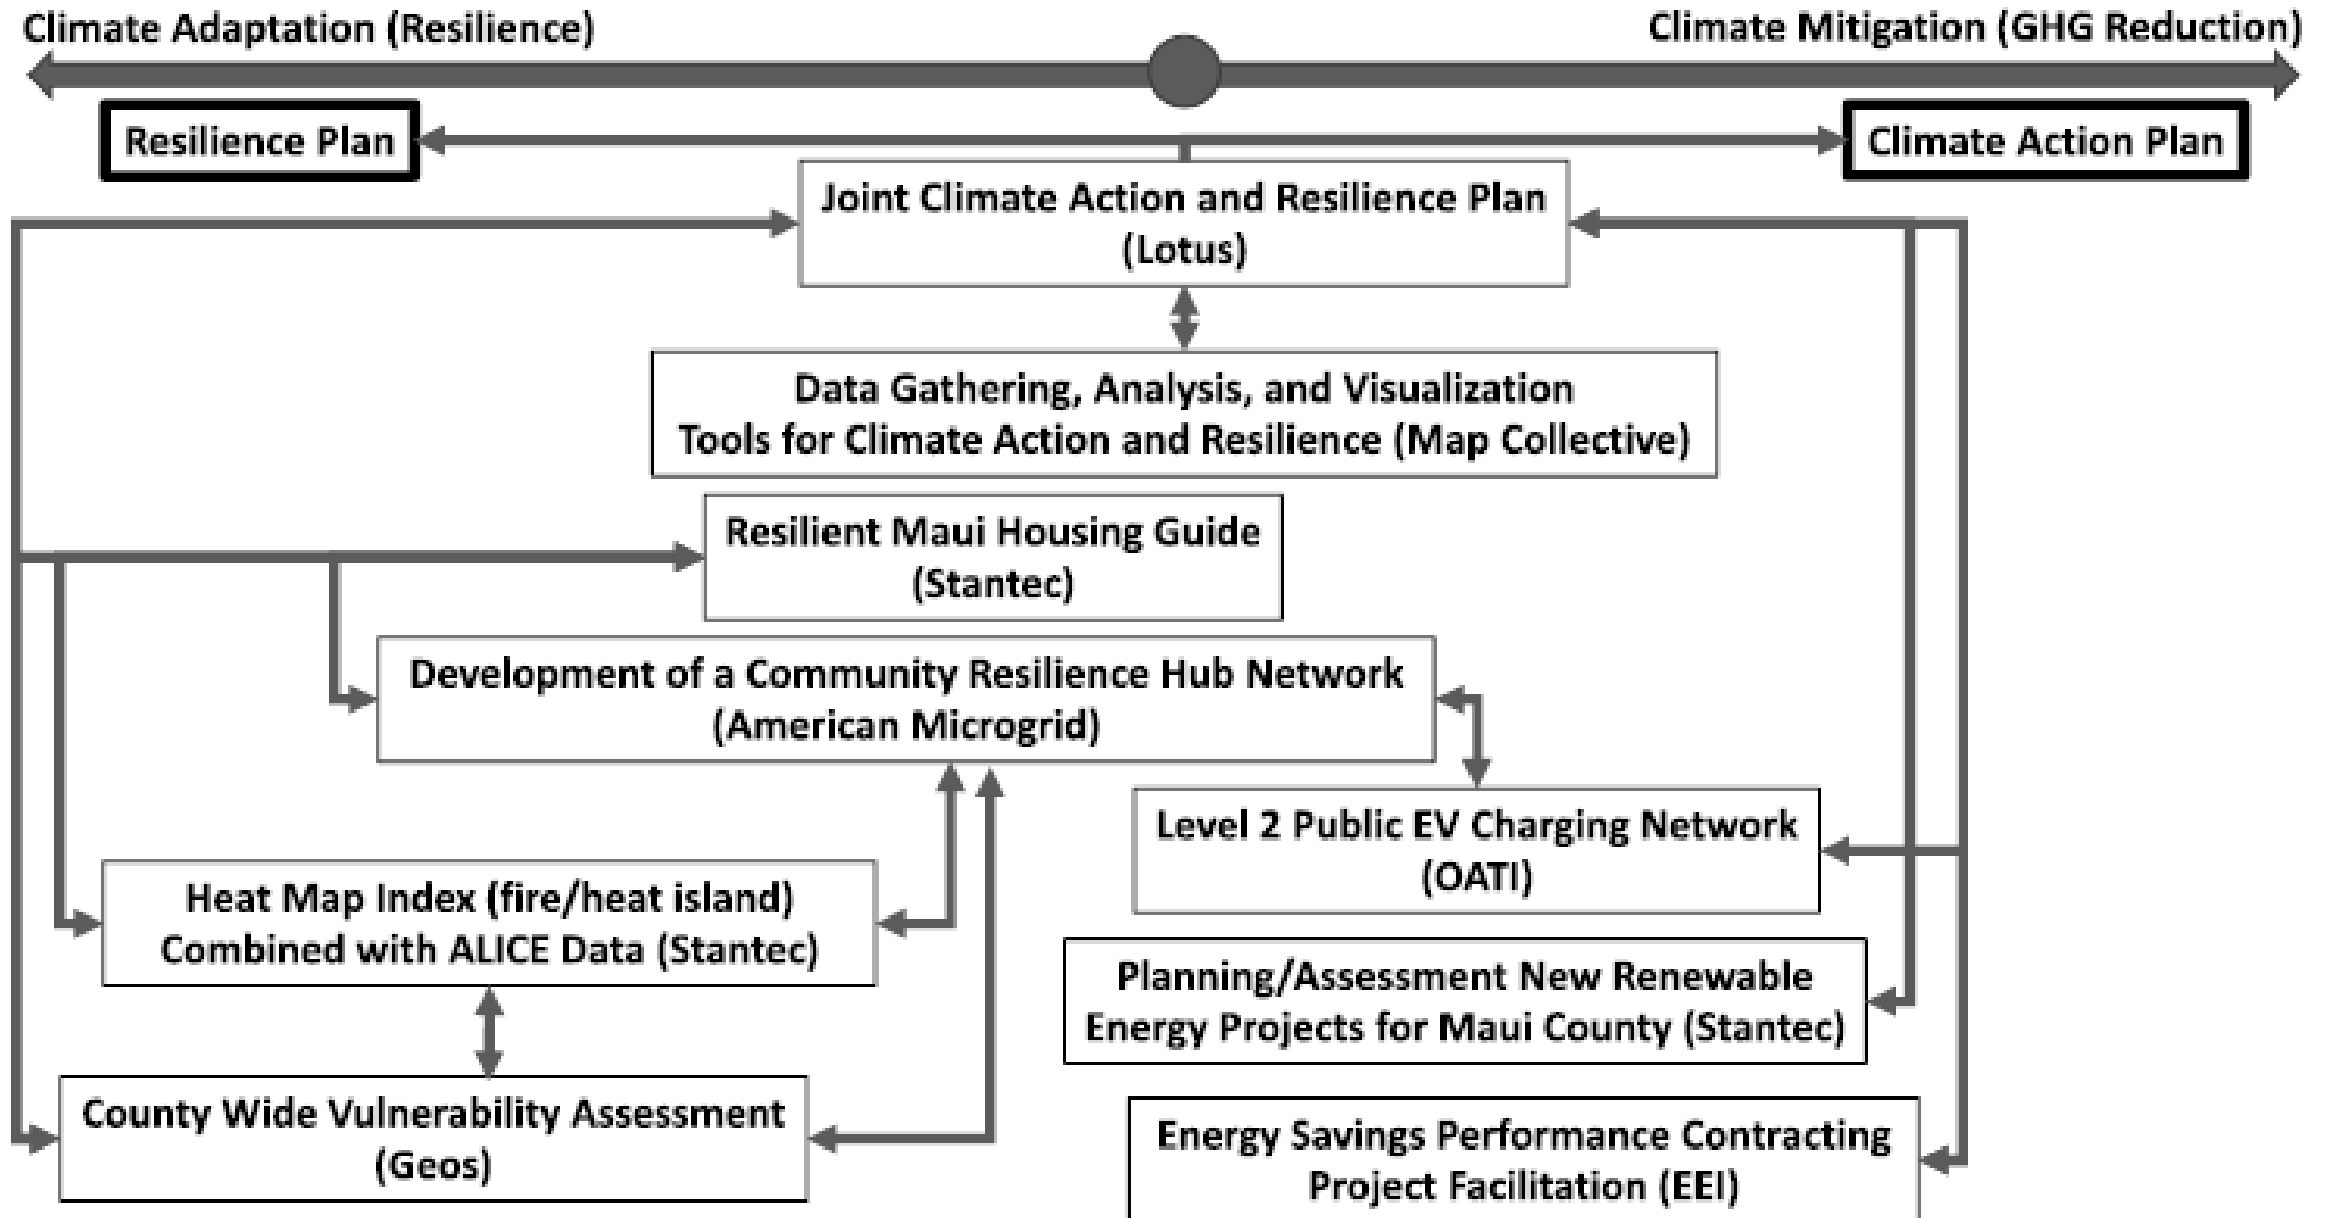 Climate Adaptation (Resilience)
Climate Mitigation (GHG Reduction)
Resilience Plan
Climate Action Plan
Joint Climate Action and Resilience Plan
(Lotus)
Data Gathering, Analysis, and Visualization
Tools for Climate Action and Resilience (Map Collective)
Resilient Maui Housing Guide
(Stantec)
Development of a Community Resilience Hub Network
(American Microgrid)
Level 2 Public EV Charging Network
(OATI)
Heat Map Index (fire/heat island)
Combined with ALICE Data (Stantec)
Planning/Assessment New Renewable
Energy Projects for Maui County (Stantec)
County Wide Vulnerability Assessment
(Geos)
Energy Savings Performance Contracting
Project Facilitation (EEI)